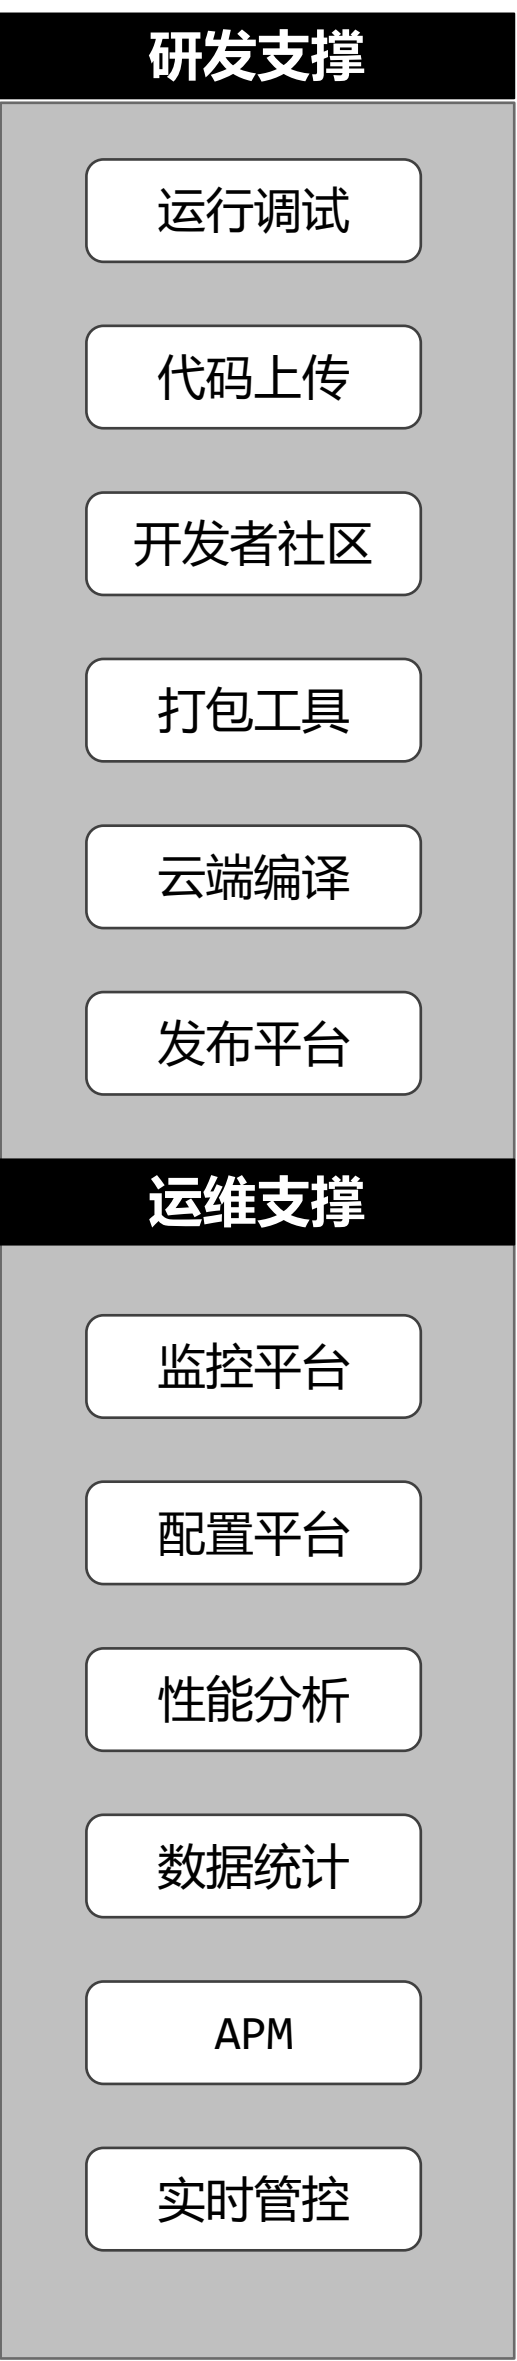 研发支撑
运行调试
代码上传
开发者社区
打包工具
云端编译
发布平台
运维支撑
监控平台
配置平台
性能分析
数据统计
APM
实时管控